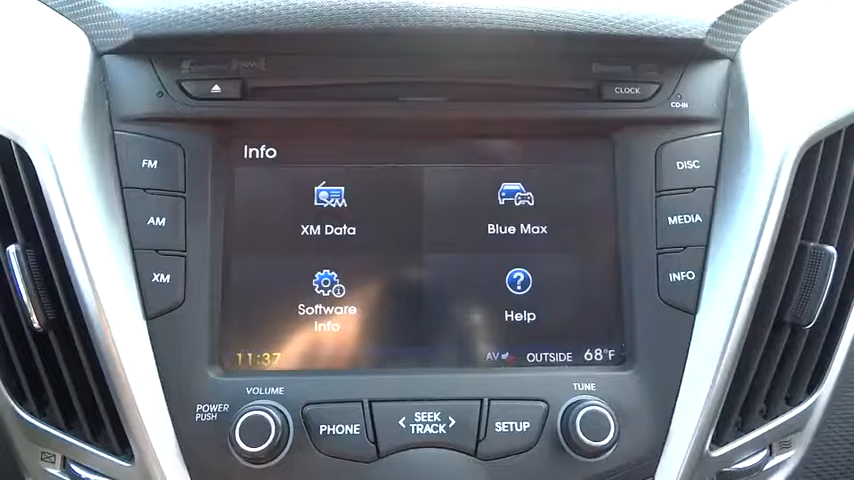 CLOCK
CD-IN
FM
AM
XM
Info
XM Data
Blue Max
Software
Info
Help
11:37
AV
OUTSIDE 68°F
DISC
MEDIA
INFO
POWER
PUSH
VOLUME
PHONE
< SEEK >
TRACK
SETUP
TUNE